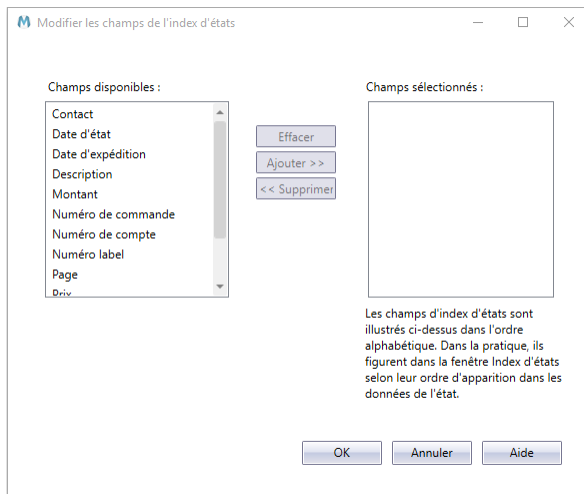 Modifier les champs de l'index d'états
Champs disponibles :
Champs sélectionnés :
Contact
Date d'état
Date d'expédition
Description
Montant
Numéro de commande
Numéro de compte
Numéro label
Page
Prix
Effacer
Ajouter >>
<< Supprimer
Les champs d'index d'états sont
illustrés ci-dessus dans l'ordre
alphabétique. Dans la pratique, ils
figurent dans la fenêtre Index d'états
selon leur ordre d'apparition dans les
données de l'état.
OK
Annuler
Aide